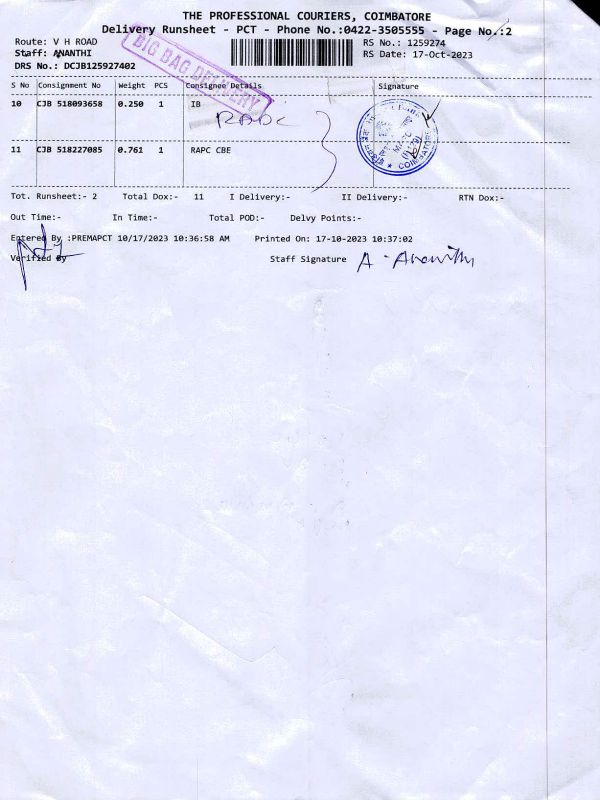 THE PROFESSIONAL COURIERS, COIMBATORE
Delivery Runsheet - PCT - Phone No.:0422-3505555 - Page No.:2
Route: V H ROAD
RS No.: 1259274
Staff: ANANTHI
RS Date: 17-Oct-2023
DRS No.: DCJB125927402
BIG BAG DELIVERY
S No Consignment No Weight PCS Consignee Details Signature
10 CJB 518093658 0.250 1 IB
RAPC
11 CJB 518227085 0.761 1 RAPC CBE
COIMBATORE
Tot. Runsheet:- 2 Total Dox:- 11 I Delivery:- II Delivery:- RTN Dox:-
Out Time:- In Time:- Total POD:- Delvy Points:-
Entered By :PREMAPCT 10/17/2023 10:36:58 AM Printed On: 17-10-2023 10:37:02
Verified By Staff Signature A - Ananthi